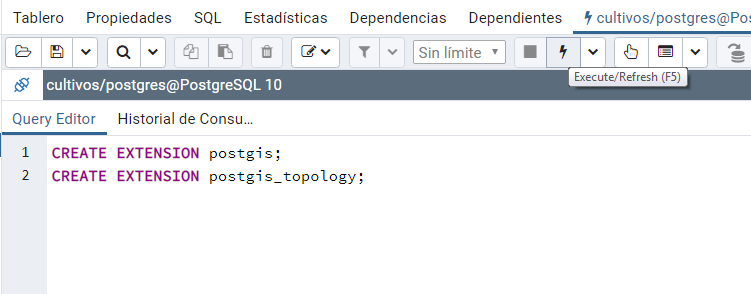 Tablero Propiedades SQL Estadísticas Dependencias Dependientes cultivos/postgres@Pos
Sin límite
Execute/Refresh (F5)
cultivos/postgres@PostgreSQL 10
Query Editor Historial de Consu...
1 CREATE EXTENSION postgis;
2 CREATE EXTENSION postgis_topology;